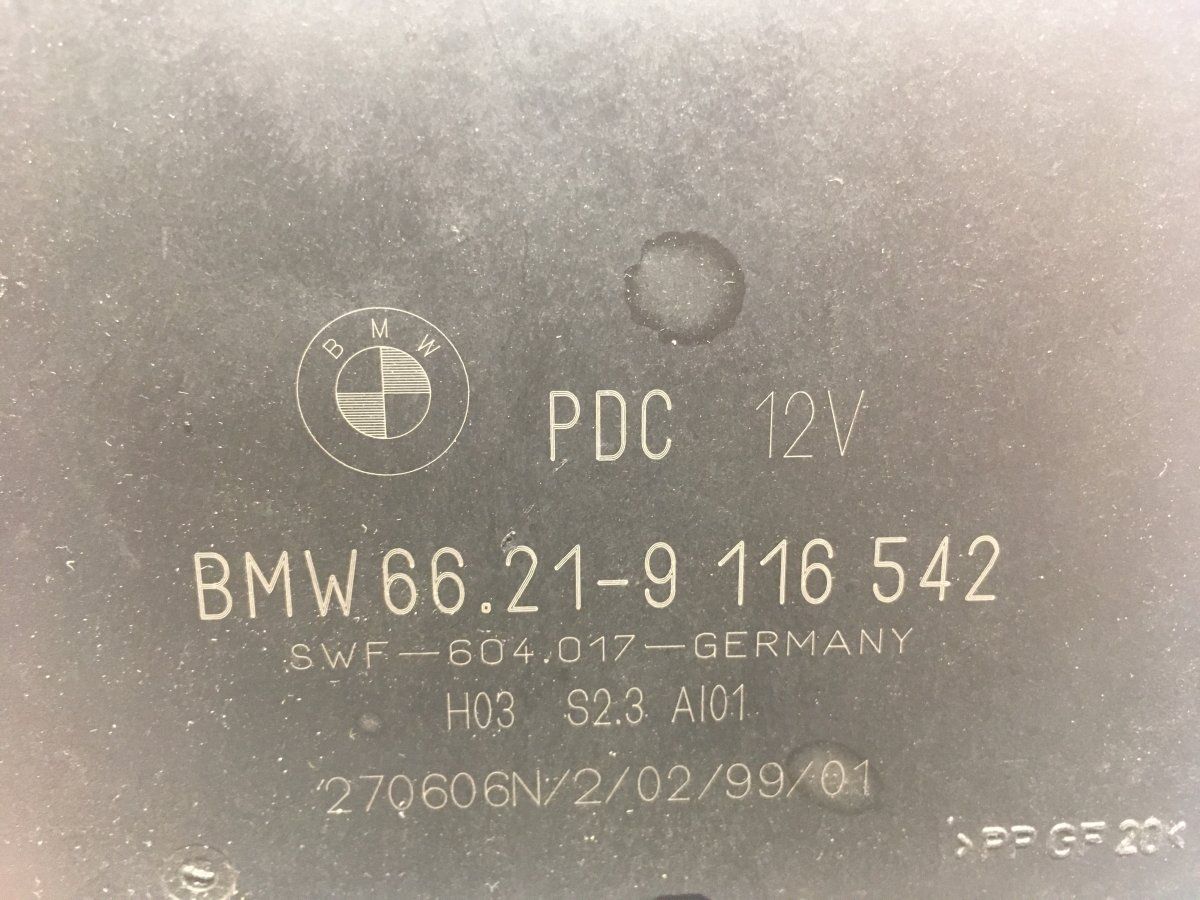 BMW
PDC 12V
BMW 66.21-9 116 542
SWF-604.017-GERMANY
H03 S2.3 AI01
270606N/2/02/99/01
>PP GF 20<